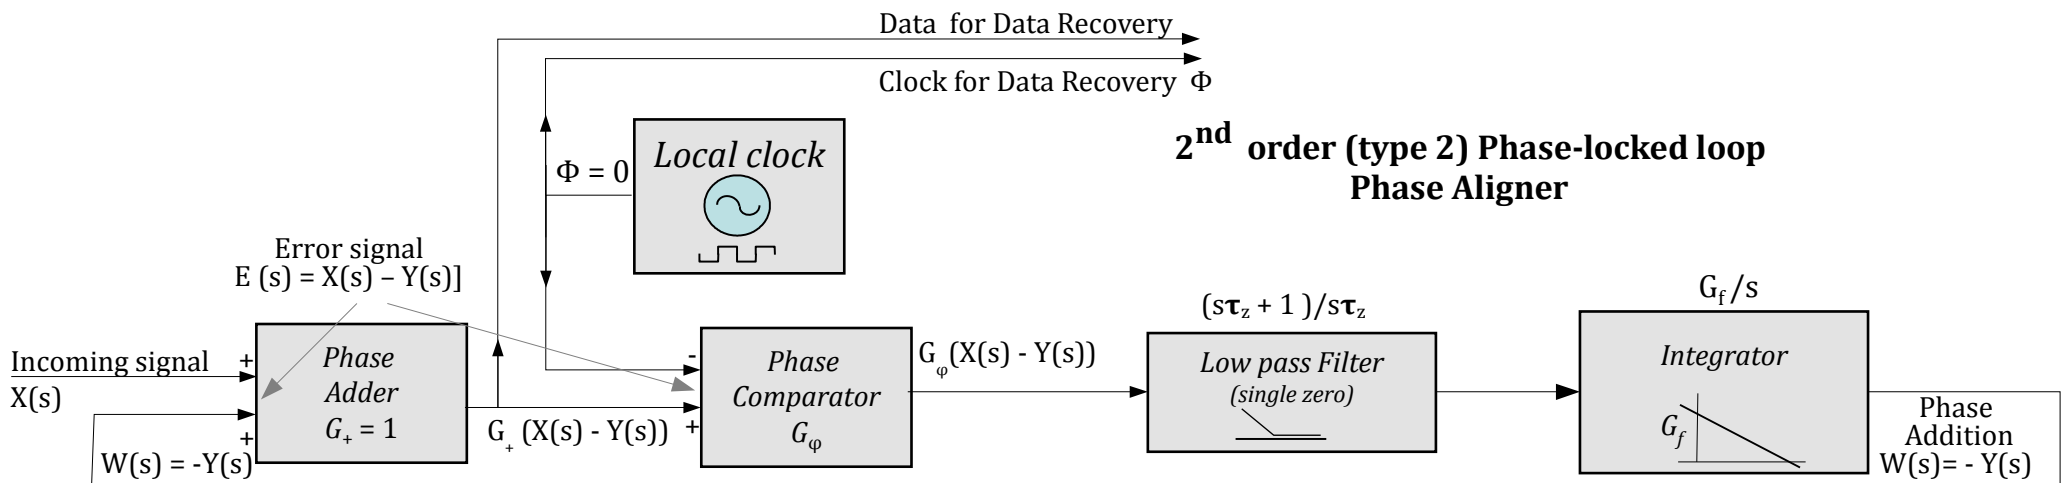 Data for Data Recovery
Clock for Data Recovery Φ
2nd order (type 2) Phase-locked loop
Phase Aligner
Local clock
Φ = 0
Error signal
E (s) = X(s) – Y(s)]
Incoming signal
X(s)
+
+
W(s) = -Y(s)
Phase
Adder
G+ = 1
G+ (X(s) - Y(s))
-
+
Phase
Comparator
Gφ
Gφ(X(s) - Y(s))
(sτz + 1 )/sτz
Low pass Filter
(single zero)
Gf /s
Integrator
Gf
Phase
Addition
W(s)= - Y(s)